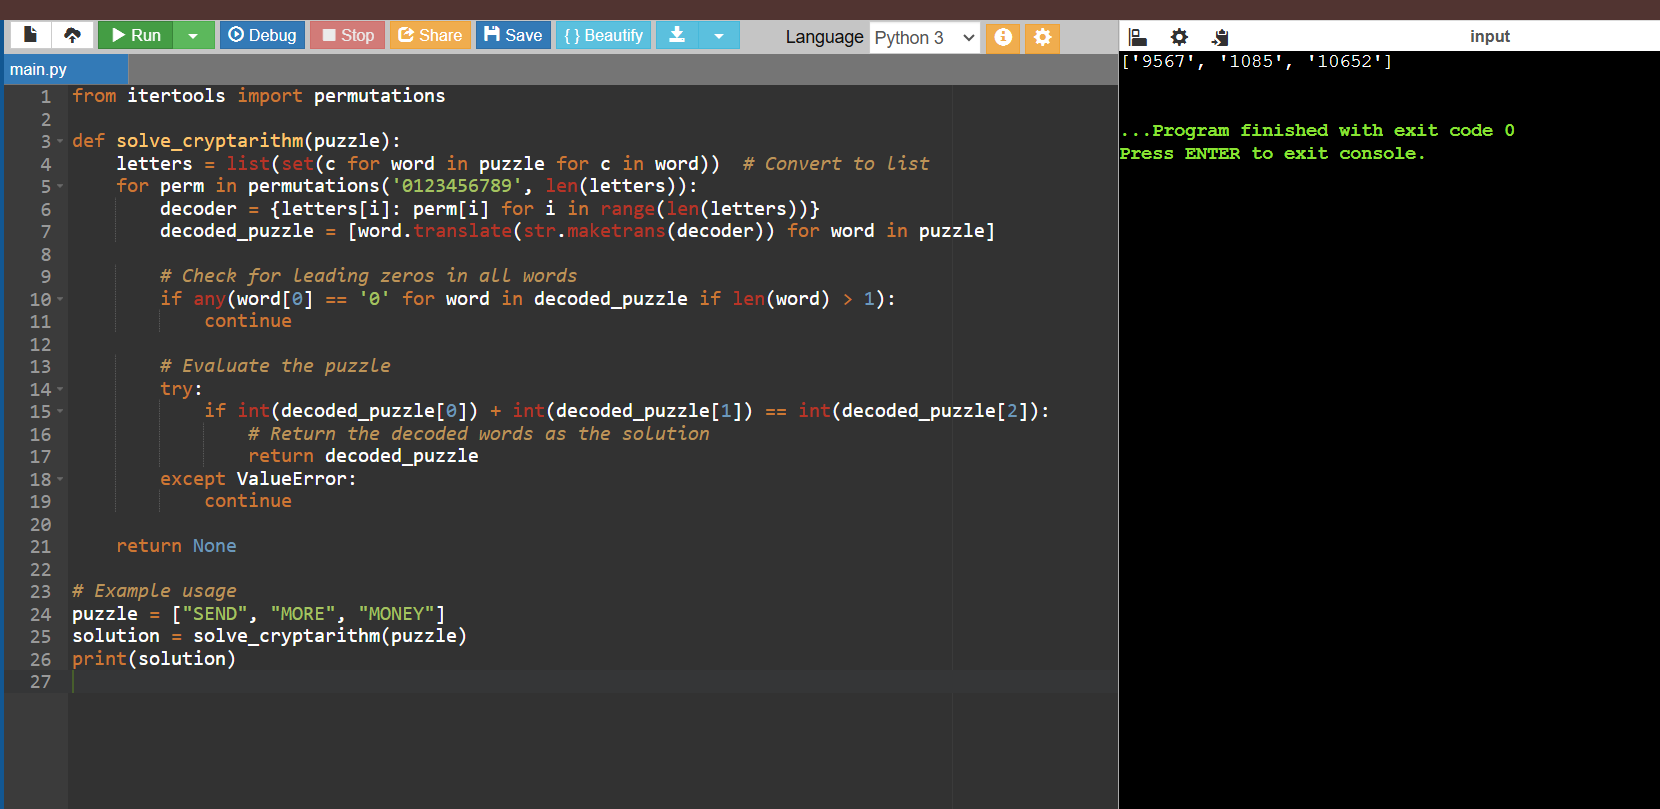 Run Debug Stop Share Save { } Beautify Language Python 3 input
main.py
1 from itertools import permutations
2
3 def solve_cryptarithm(puzzle):
4     letters = list(set(c for word in puzzle for c in word))  # Convert to list
5     for perm in permutations('0123456789', len(letters)):
6         decoder = {letters[i]: perm[i] for i in range(len(letters))}
7         decoded_puzzle = [word.translate(str.maketrans(decoder)) for word in puzzle]
8
9         # Check for leading zeros in all words
10         if any(word[0] == '0' for word in decoded_puzzle if len(word) > 1):
11             continue
12
13         # Evaluate the puzzle
14         try:
15             if int(decoded_puzzle[0]) + int(decoded_puzzle[1]) == int(decoded_puzzle[2]):
16                 # Return the decoded words as the solution
17                 return decoded_puzzle
18         except ValueError:
19             continue
20
21     return None
22
23 # Example usage
24 puzzle = ["SEND", "MORE", "MONEY"]
25 solution = solve_cryptarithm(puzzle)
26 print(solution)
27
['9567', '1085', '10652']
...Program finished with exit code 0
Press ENTER to exit console.